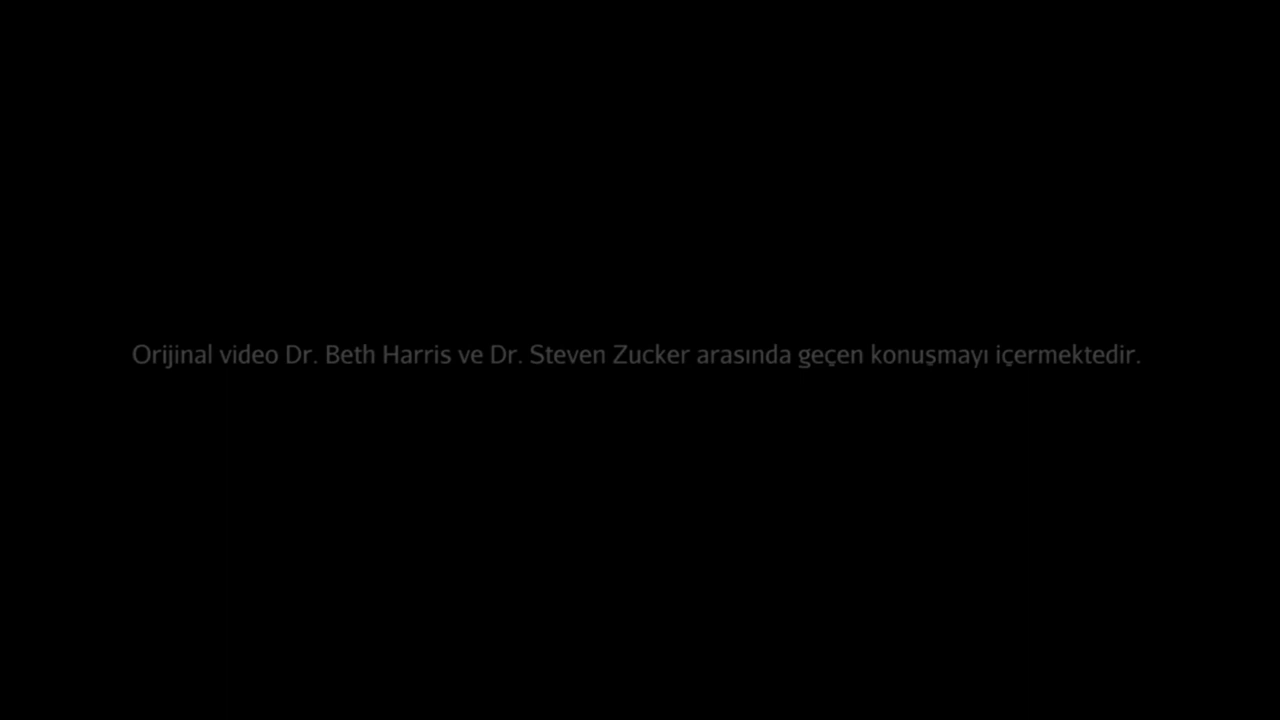 Orijinal video Dr. Beth Harris ve Dr. Steven Zucker arasında geçen konuşmayı içermektedir.